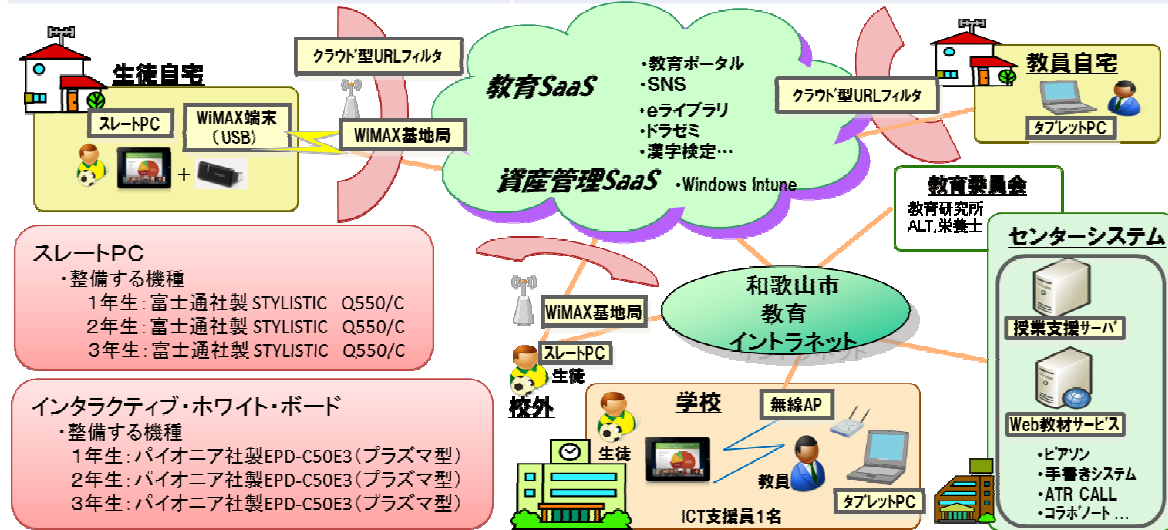 生徒自宅
スレートPC
WiMAX端末
(USB)
+
クラウド型URLフィルタ
WiMAX基地局
教育SaaS
・教育ポータル
・SNS
・eライブラリ
・ドラゼミ
・漢字検定…
資産管理SaaS ・Windows Intune
クラウド型URLフィルタ
教員自宅
タブレットPC
教育委員会
教育研究所
ALT,栄養士
スレートPC
・整備する機種
1年生：富士通社製 STYLISTIC Q550/C
2年生：富士通社製 STYLISTIC Q550/C
3年生：富士通社製 STYLISTIC Q550/C
インタラクティブ・ホワイト・ボード
・整備する機種
1年生：パイオニア社製EPD-C50E3(プラズマ型)
2年生：パイオニア社製EPD-C50E3(プラズマ型)
3年生：パイオニア社製EPD-C50E3(プラズマ型)
WiMAX基地局
スレートPC
生徒
校外
和歌山市
教育
イントラネット
学校
無線AP
生徒
教員
タブレットPC
ICT支援員1名
センターシステム
授業支援サーバ
Web教材サービス
・ピアソン
・手書きシステム
・ATR CALL
・コラボノート…